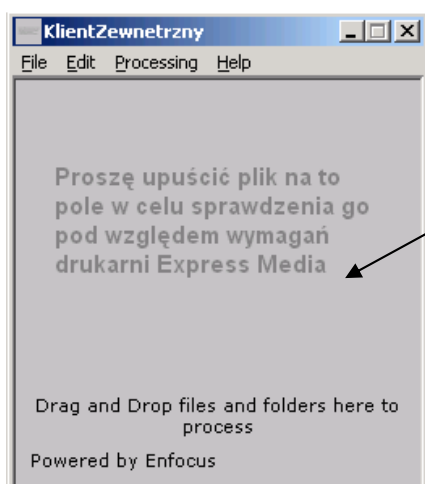 KlientZewnetrzny
File Edit Processing Help
Proszę upuścić plik na to
pole w celu sprawdzenia go
pod względem wymagań
drukarni Express Media
Drag and Drop files and folders here to
process
Powered by Enfocus